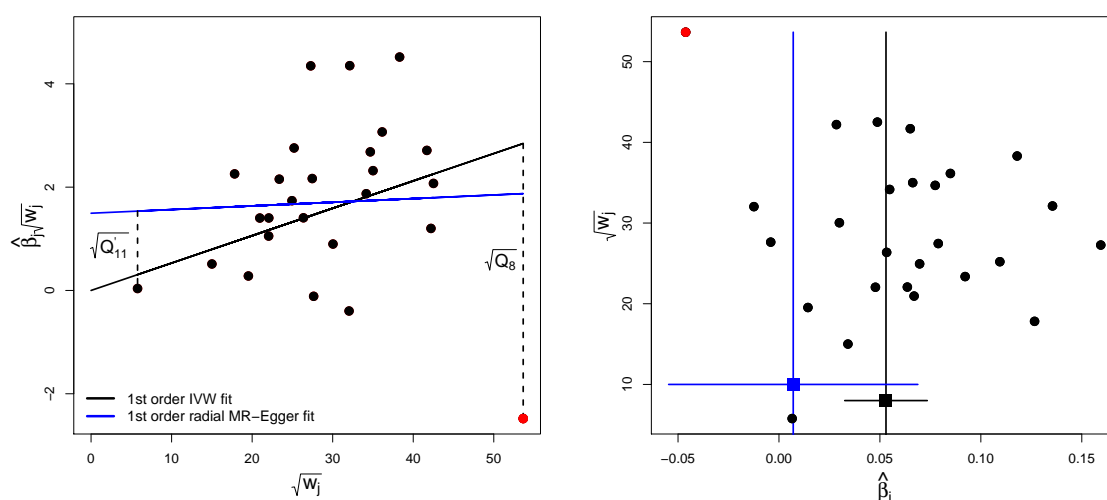 4
2
0
−2
β̂j√wj
√Q'11
√Q8
1st order IVW fit
1st order radial MR−Egger fit
0 10 20 30 40 50
√wj
50
40
30
20
10
√wj
−0.05 0.00 0.05 0.10 0.15
β̂j